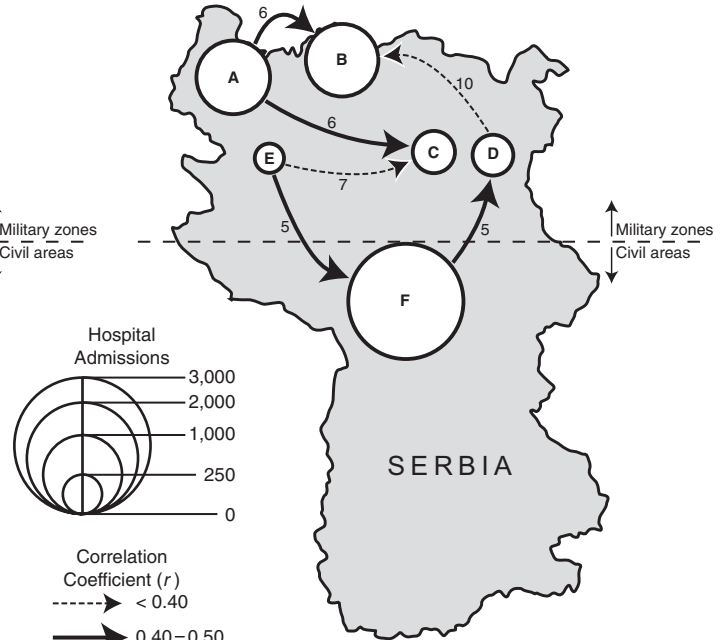 6
A
B
10
6
E
C
D
7
5
5
Military zones
Civil areas
Military zones
Civil areas
F
Hospital
Admissions
3,000
2,000
1,000
250
0
SERBIA
Correlation
Coefficient (r)
< 0.40
0.40–0.50